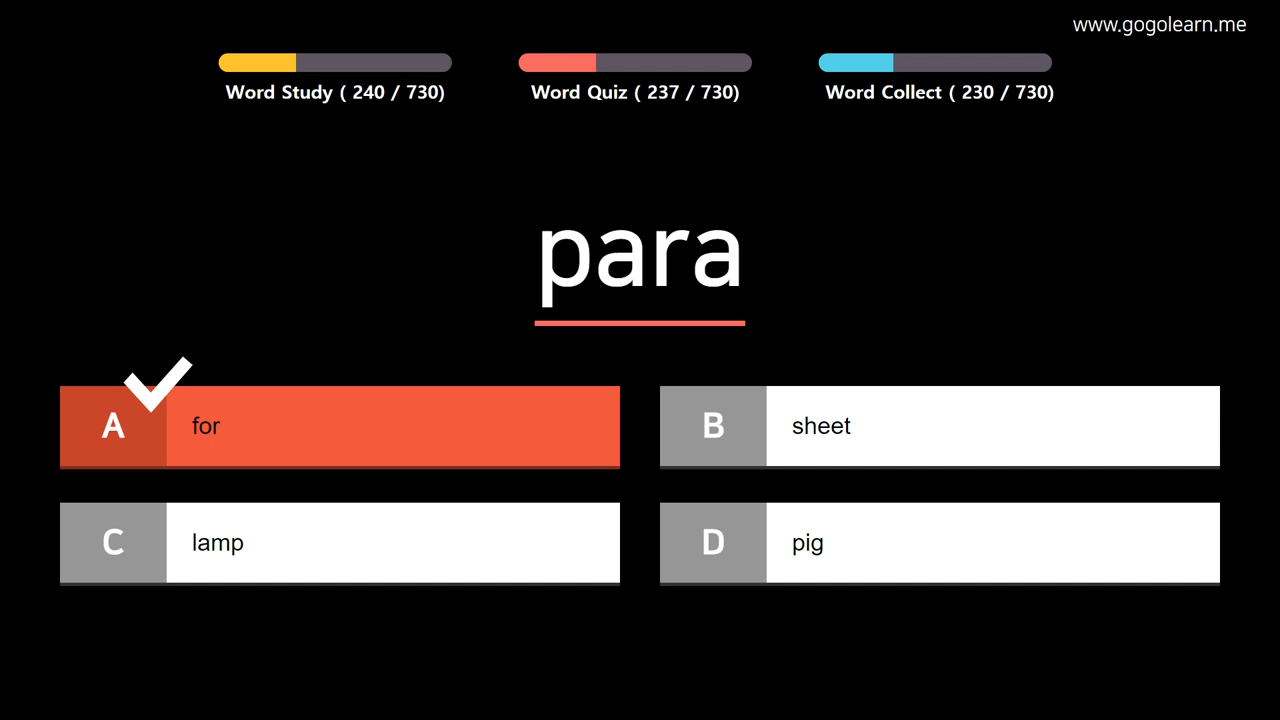 www.gogolearn.me
Word Study ( 240 / 730)
Word Quiz ( 237 / 730)
Word Collect ( 230 / 730)
para
A for
B sheet
C lamp
D pig